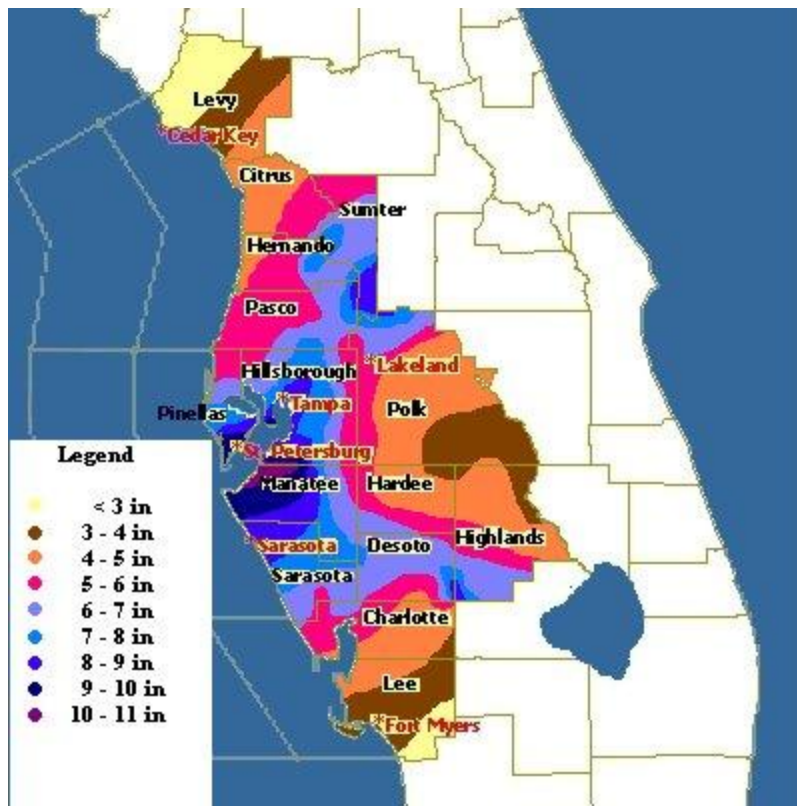 Levy
*Cedar Key
Citrus
Sumter
Hernando
Pasco
Hillsborough
*Lakeland
*Tampa
Polk
Pinellas
*St. Petersburg
Manatee
Hardee
Highlands
*Sarasota
Desoto
Sarasota
Charlotte
Lee
*Fort Myers
Legend
< 3 in
3 - 4 in
4 - 5 in
5 - 6 in
6 - 7 in
7 - 8 in
8 - 9 in
9 - 10 in
10 - 11 in